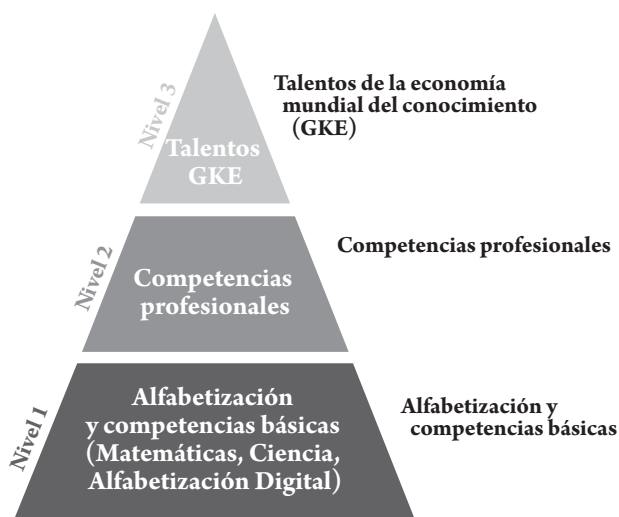 Nivel 3
Talentos
GKE
Talentos de la economía
mundial del conocimiento
(GKE)
Nivel 2
Competencias
profesionales
Competencias profesionales
Nivel 1
Alfabetización
y competencias básicas
(Matemáticas, Ciencia,
Alfabetización Digital)
Alfabetización y
competencias básicas